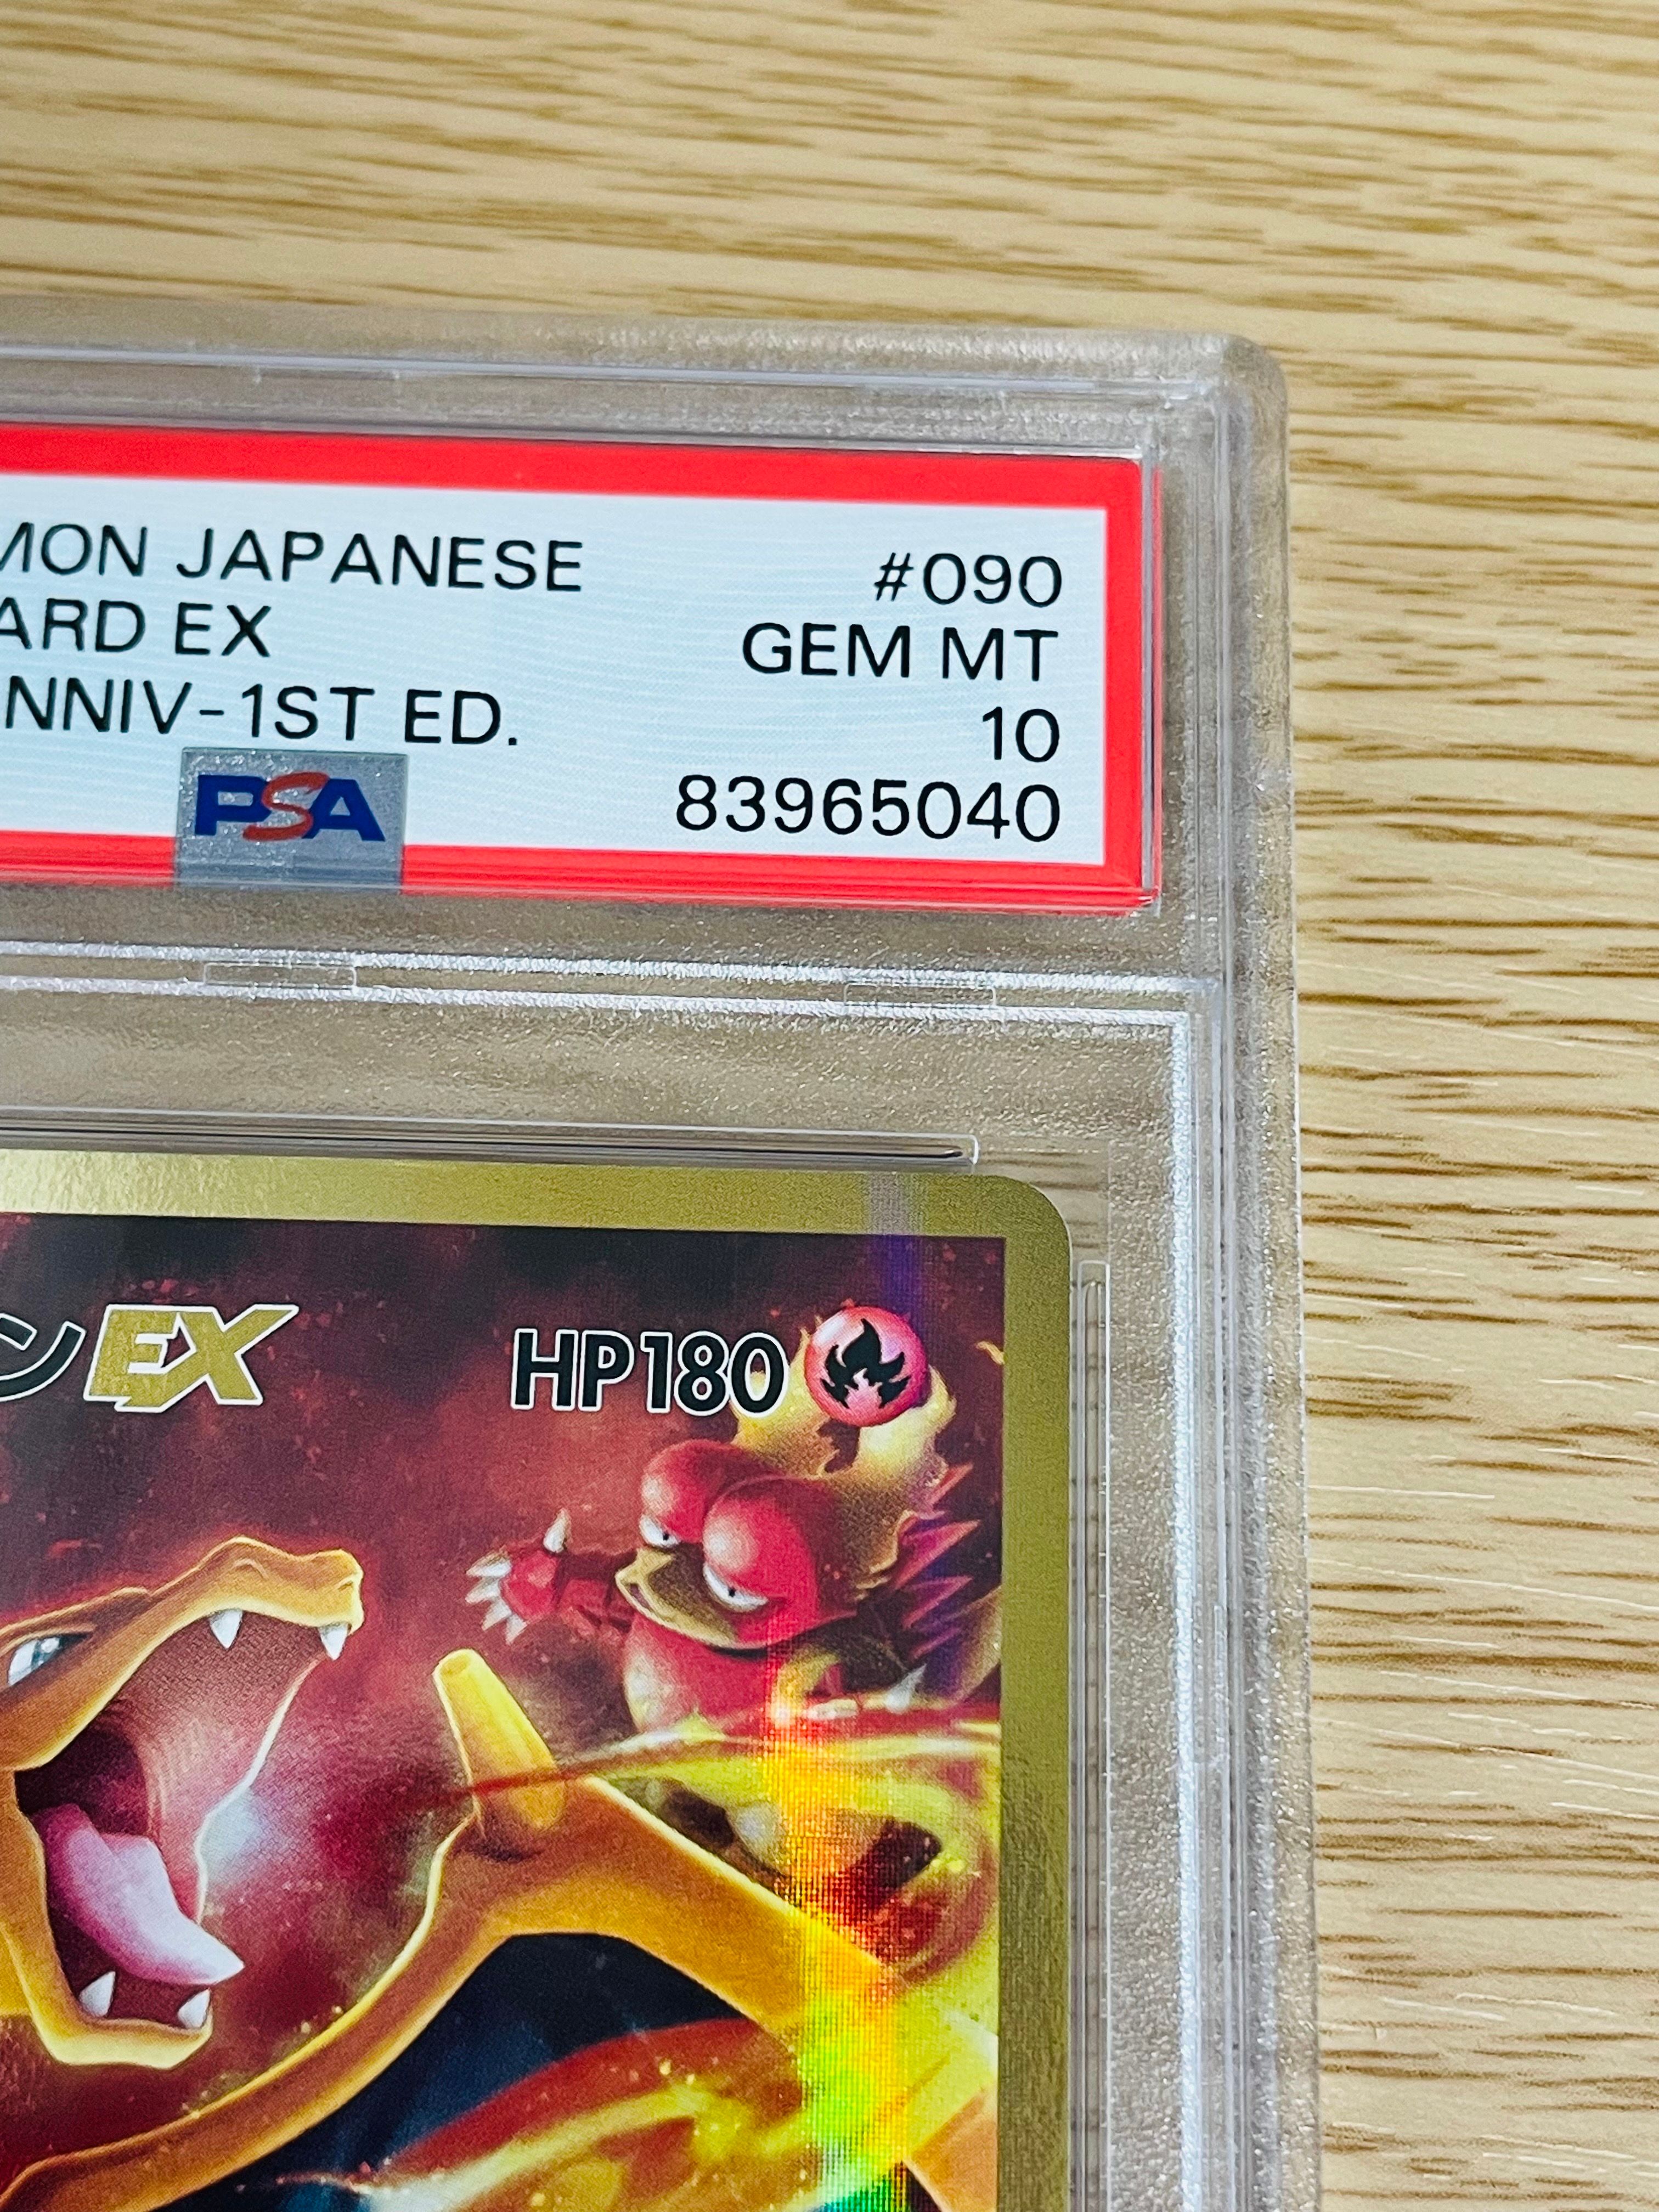 MON JAPANESE #090
ARD EX GEM MT
NNIV-1ST ED. 10
PSA 83965040
ンEX HP180